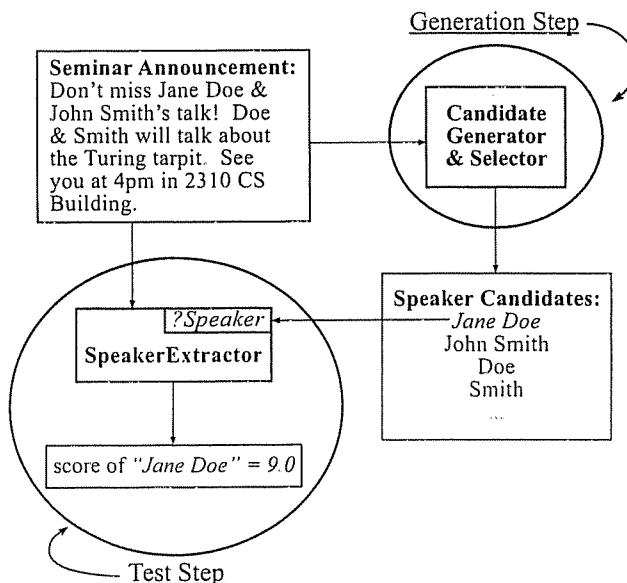 Generation Step
Seminar Announcement:
Don't miss Jane Doe &
John Smith's talk! Doe
& Smith will talk about
the Turing tarpit. See
you at 4pm in 2310 CS
Building.
Candidate
Generator
& Selector
Speaker Candidates:
Jane Doe
John Smith
Doe
Smith
...
?Speaker
SpeakerExtractor
score of "Jane Doe" = 9.0
Test Step